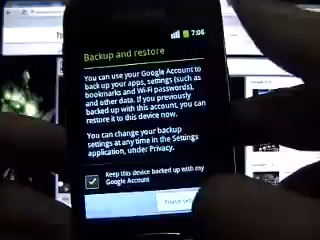 7:06
Backup and restore
You can use your Google Account to
back up your apps, settings (such as
bookmarks and Wi-Fi passwords),
and other data. If you previously
backed up with this account, you can
restore it to this device now.
You can change your backup
settings at any time in the Settings
application, under Privacy.
Keep this device backed up with my
Google Account
Finish